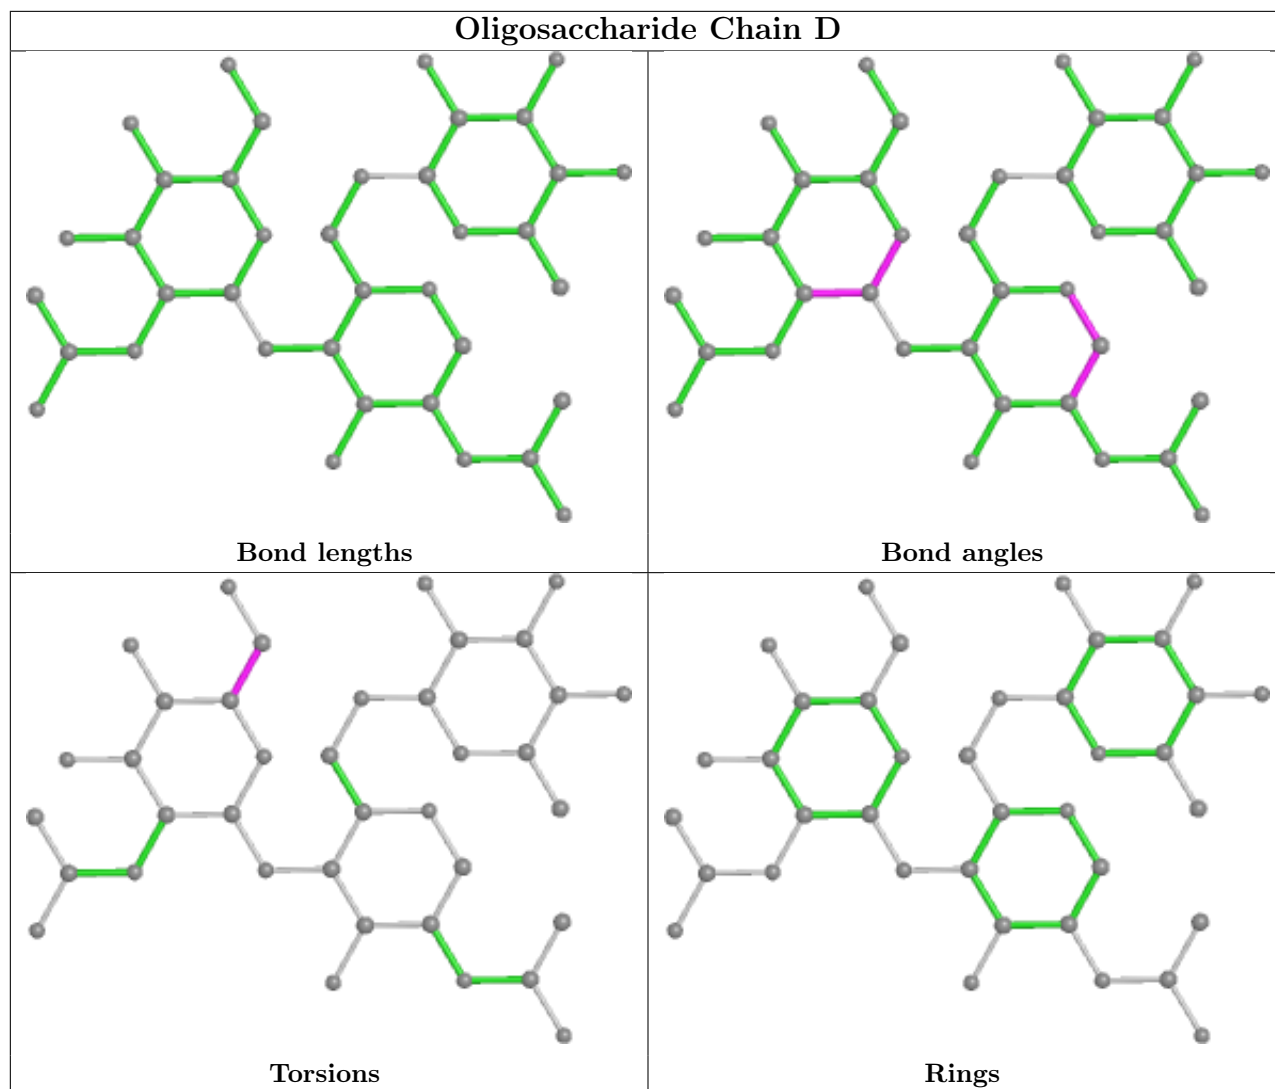 Oligosaccharide Chain D
Bond lengths
Bond angles
Torsions
Rings